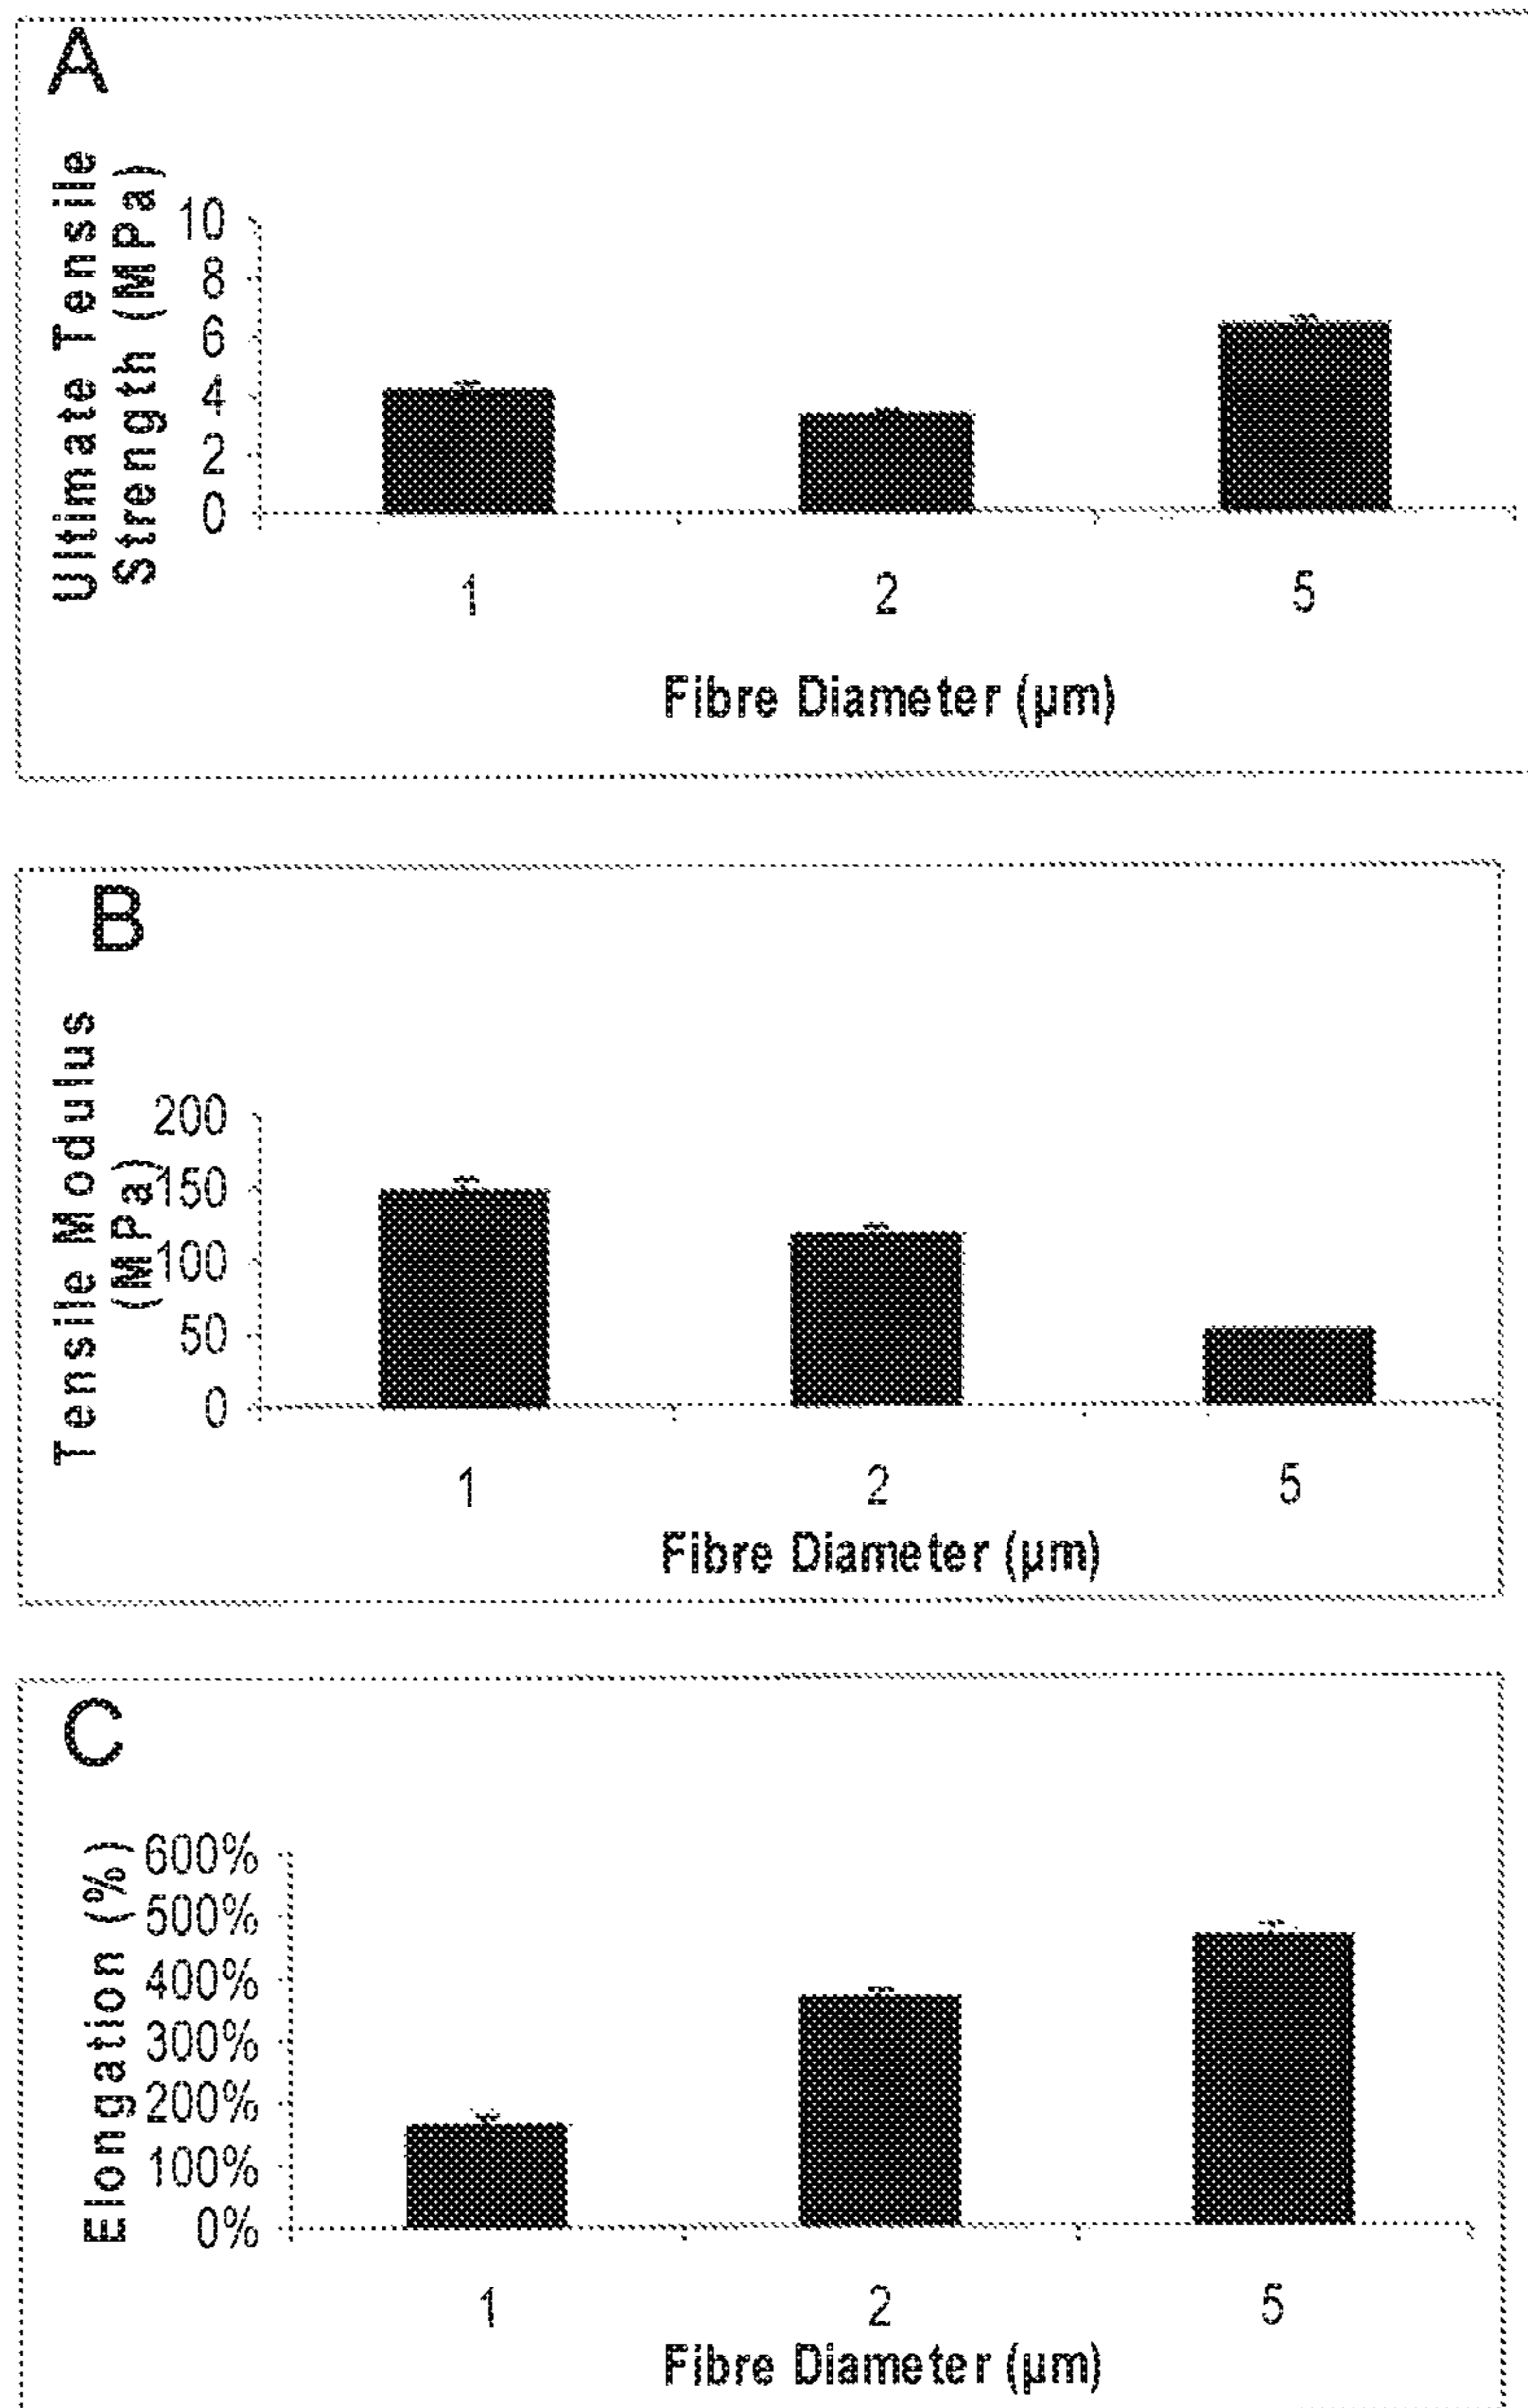 A
Ultimate Tensile
Strength (MPa)
10
8
6
4
2
0
1 2 5
Fibre Diameter (µm)
B
Tensile Modulus
(MPa)
200
150
100
50
0
1 2 5
Fibre Diameter (µm)
C
Elongation (%)
600%
500%
400%
300%
200%
100%
0%
1 2 5
Fibre Diameter (µm)